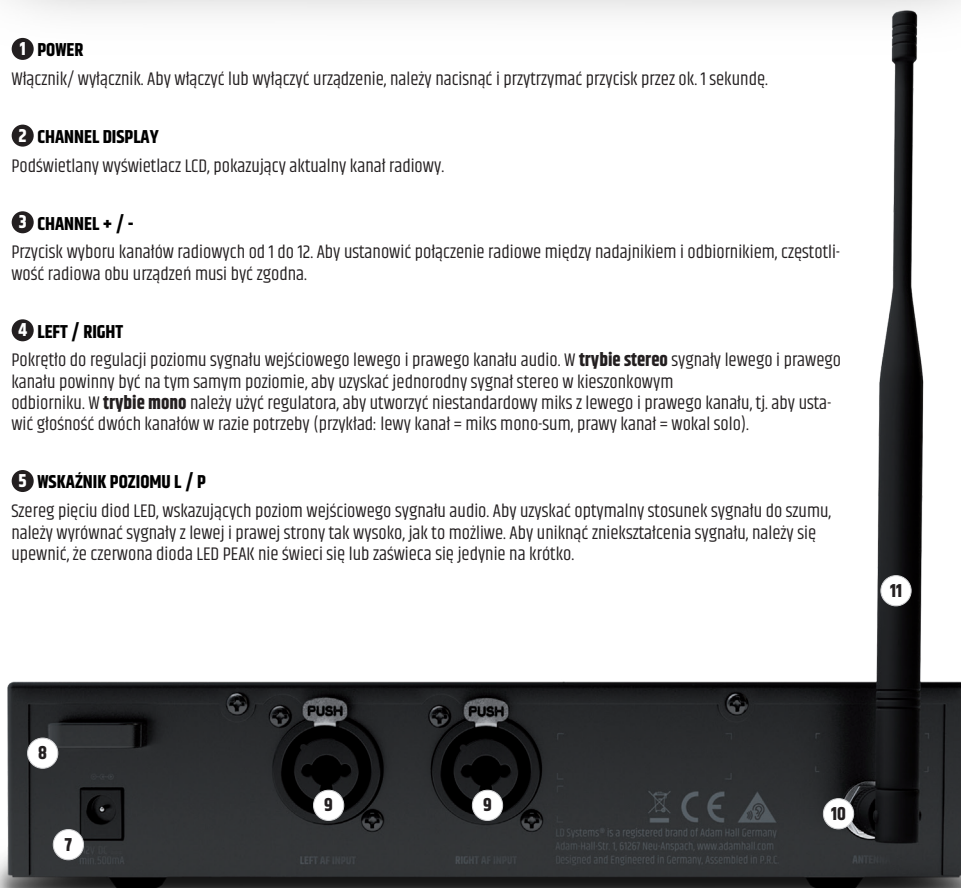 1 POWER
Włącznik/ wyłącznik. Aby włączyć lub wyłączyć urządzenie, należy nacisnąć i przytrzymać przycisk przez ok. 1 sekundę.
2 CHANNEL DISPLAY
Podświetlany wyświetlacz LCD, pokazujący aktualny kanał radiowy.
3 CHANNEL + / -
Przycisk wyboru kanałów radiowych od 1 do 12. Aby ustanowić połączenie radiowe między nadajnikiem i odbiornikiem, częstotli-
wość radiowa obu urządzeń musi być zgodna.
4 LEFT / RIGHT
Pokrętło do regulacji poziomu sygnału wejściowego lewego i prawego kanału audio. W trybie stereo sygnały lewego i prawego
kanału powinny być na tym samym poziomie, aby uzyskać jednorodny sygnał stereo w kieszonkowym
odbiorniku. W trybie mono należy użyć regulatora, aby utworzyć niestandardowy miks z lewego i prawego kanału, tj. aby usta-
wić głośność dwóch kanałów w razie potrzeby (przykład: lewy kanał = miks mono-sum, prawy kanał = wokal solo).
5 WSKAŹNIK POZIOMU L / P
Szereg pięciu diod LED, wskazujących poziom wejściowego sygnału audio. Aby uzyskać optymalny stosunek sygnału do szumu,
należy wyrównać sygnały z lewej i prawej strony tak wysoko, jak to możliwe. Aby uniknąć zniekształcenia sygnału, należy się
upewnić, że czerwona dioda LED PEAK nie świeci się lub zaświeca się jedynie na krótko.
11
PUSH PUSH
8
9 9
10
7
min. 500mA
CE
LD Systems® is a registered brand of Adam Hall Germany
Adam-Hall-Str. 1, 61267 Neu-Anspach, www.adamhall.com
Designed and Engineered in Germany, Assembled in P.R.C.
LEFT AF INPUT RIGHT AF INPUT